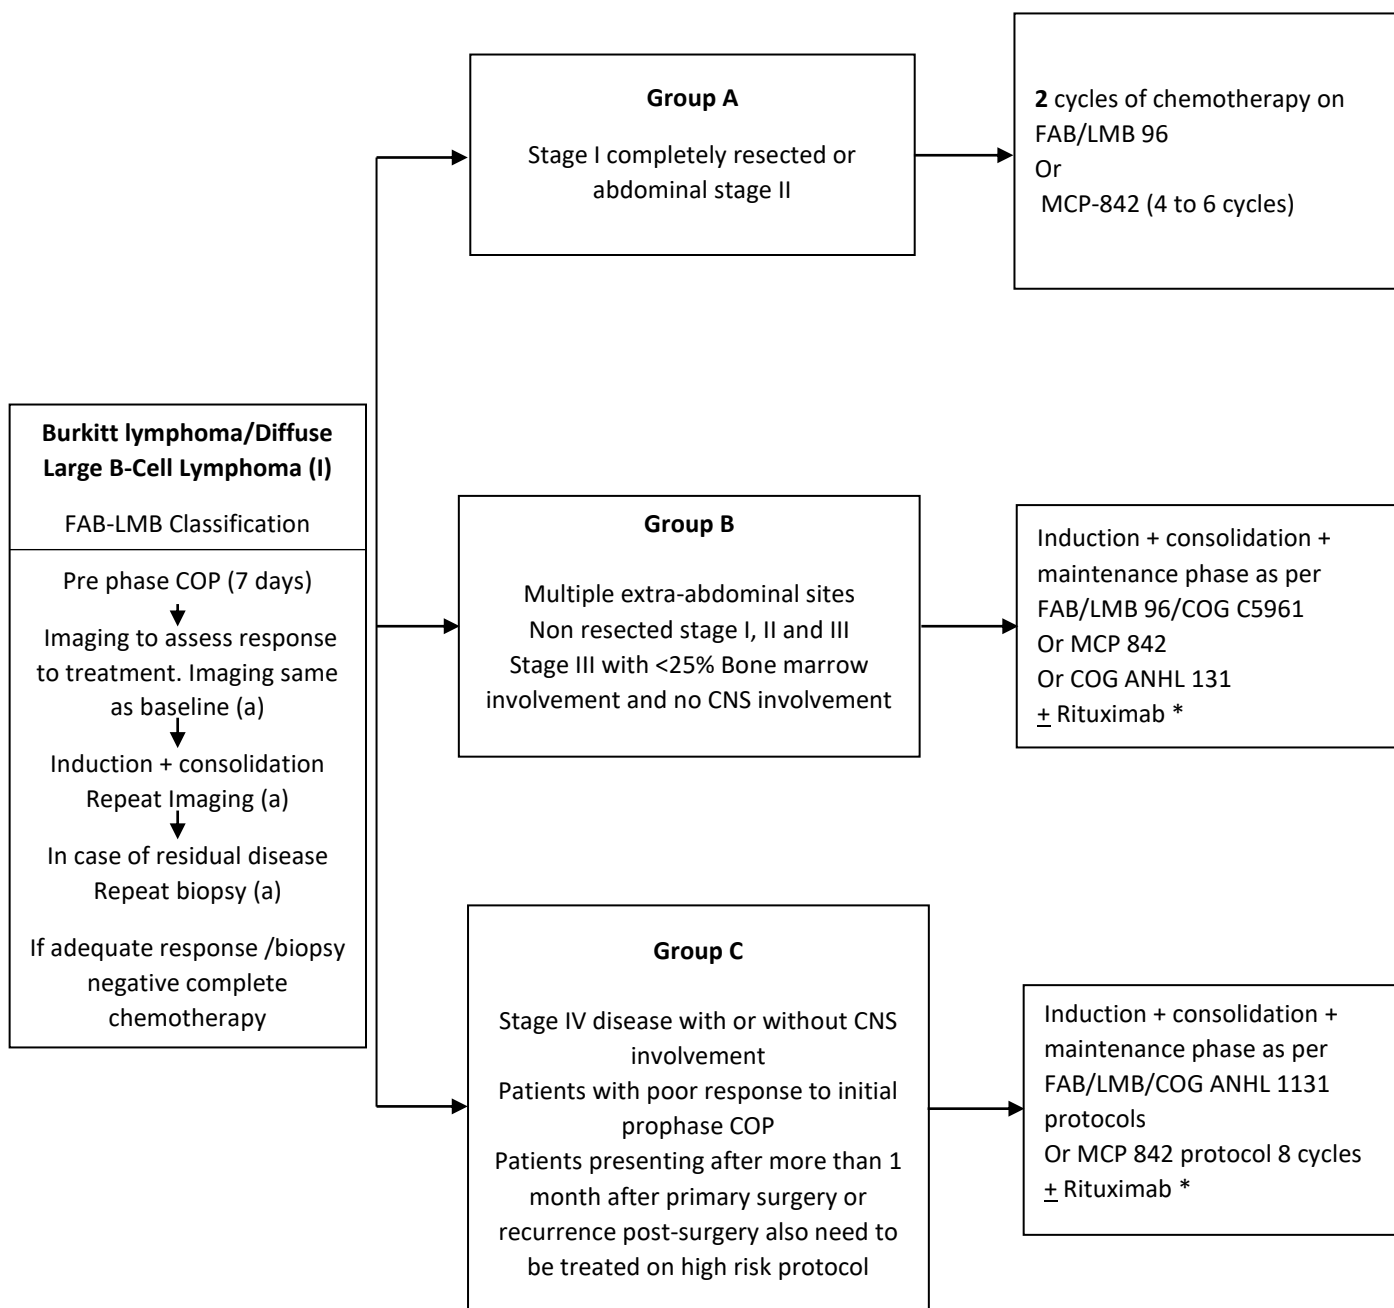 Burkitt lymphoma/Diffuse
Large B-Cell Lymphoma (I)
FAB-LMB Classification
Pre phase COP (7 days)
Imaging to assess response
to treatment. Imaging same
as baseline (a)
Induction + consolidation
Repeat Imaging (a)
In case of residual disease
Repeat biopsy (a)
If adequate response /biopsy
negative complete
chemotherapy
Group A
Stage I completely resected or
abdominal stage II
2 cycles of chemotherapy on
FAB/LMB 96
Or
MCP-842 (4 to 6 cycles)
Group B
Multiple extra-abdominal sites
Non resected stage I, II and III
Stage III with <25% Bone marrow
involvement and no CNS involvement
Induction + consolidation +
maintenance phase as per
FAB/LMB 96/COG C5961
Or MCP 842
Or COG ANHL 131
+ Rituximab *
Group C
Stage IV disease with or without CNS
involvement
Patients with poor response to initial
prophase COP
Patients presenting after more than 1
month after primary surgery or
recurrence post-surgery also need to
be treated on high risk protocol
Induction + consolidation +
maintenance phase as per
FAB/LMB/COG ANHL 1131
protocols
Or MCP 842 protocol 8 cycles
+ Rituximab *